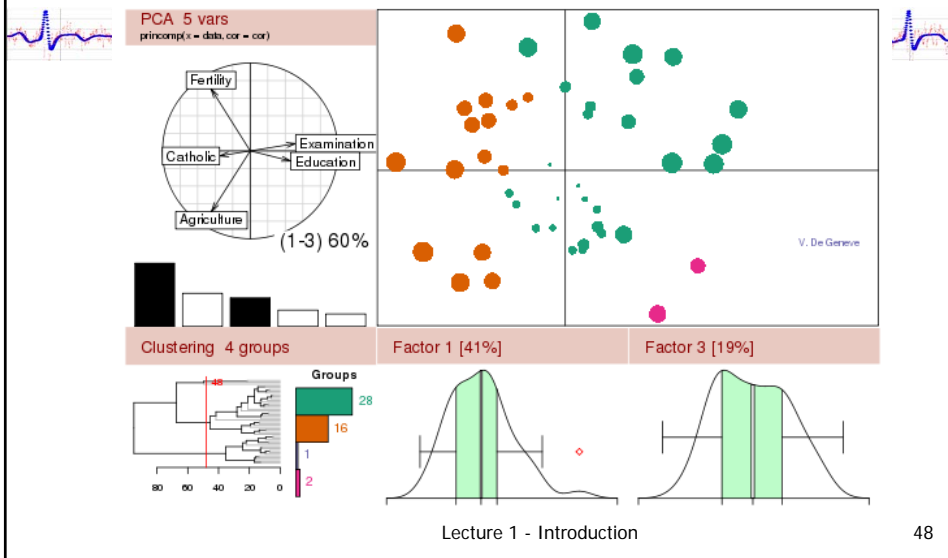 PCA 5 vars
princomp(x = data, cor = cor)
Fertility
Examination
Catholic
Education
Agriculture
(1-3) 60%
V. De Geneve
Clustering 4 groups
Factor 1 [41%]
Factor 3 [19%]
48
Groups
28
16
1
2
80 60 40 20 0
Lecture 1 - Introduction
48